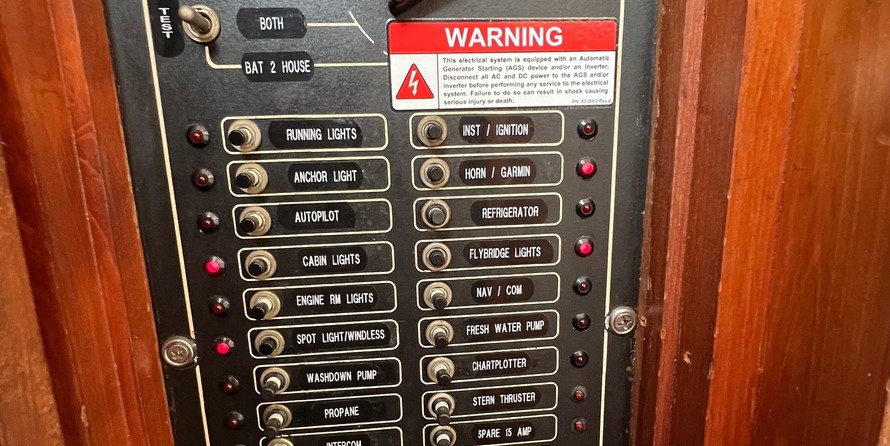 TEST
BOTH
BAT 2 HOUSE
WARNING
This electrical system is equipped with an Automatic
Generator Starting (AGS) device and/or an inverter.
Disconnect all AC and DC power to the AGS and/or
inverter before performing any service to the electrical
system. Failure to do so can result in shock causing
serious injury or death.
RUNNING LIGHTS
ANCHOR LIGHT
AUTOPILOT
CABIN LIGHTS
ENGINE RM LIGHTS
SPOT LIGHT/WINDLESS
WASHDOWN PUMP
PROPANE
INTERCOM
INST / IGNITION
HORN / GARMIN
REFRIGERATOR
FLYBRIDGE LIGHTS
NAV / COM
FRESH WATER PUMP
CHARTPLOTTER
STERN THRUSTER
SPARE 15 AMP